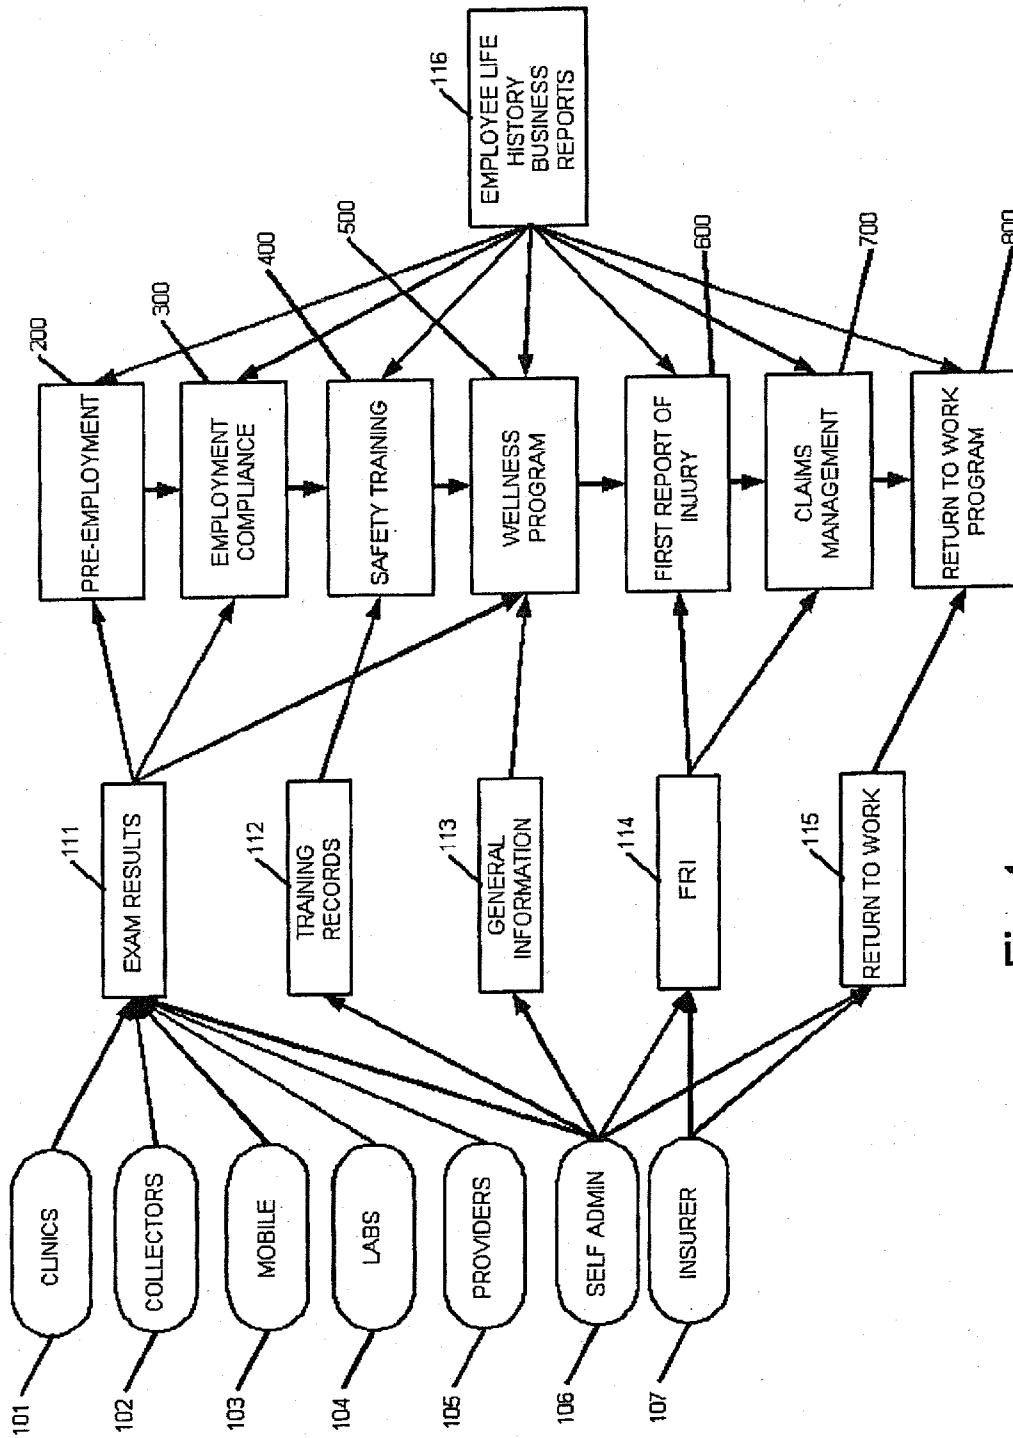 101
CLINICS
102
COLLECTORS
103
MOBILE
104
LABS
105
PROVIDERS
106
SELF ADMIN
107
INSURER
111
EXAM RESULTS
112
TRAINING
RECORDS
113
GENERAL
INFORMATION
114
FRI
115
RETURN TO WORK
200
PRE-EMPLOYMENT
300
EMPLOYMENT
COMPLIANCE
400
SAFETY TRAINING
500
WELLNESS
PROGRAM
600
FIRST REPORT OF
INJURY
700
CLAIMS
MANAGEMENT
800
RETURN TO WORK
PROGRAM
116
EMPLOYEE LIFE
HISTORY
BUSINESS
REPORTS